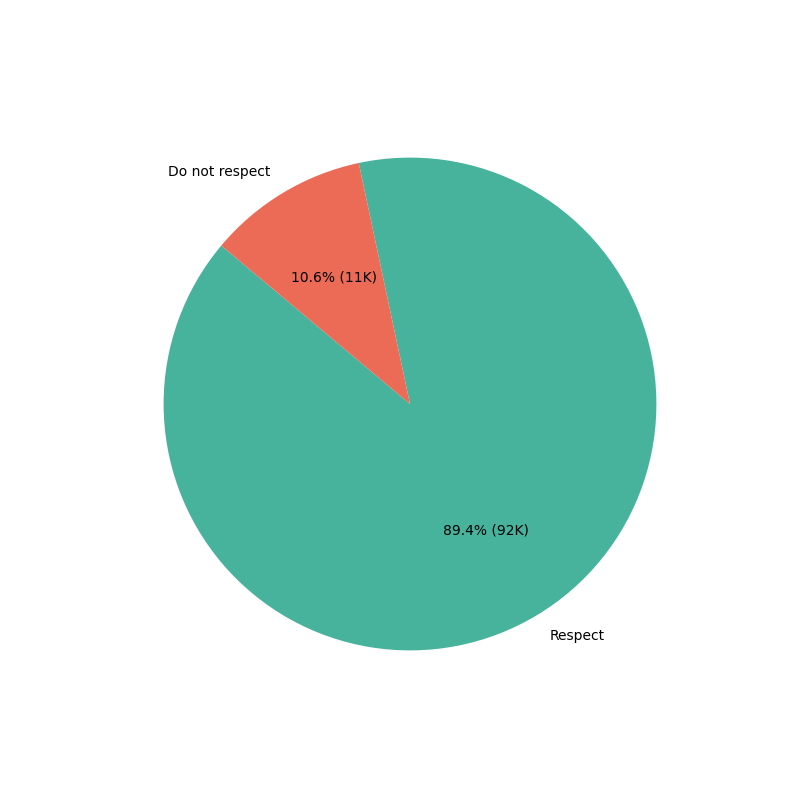 Do not respect
10.6% (11K)
89.4% (92K)
Respect